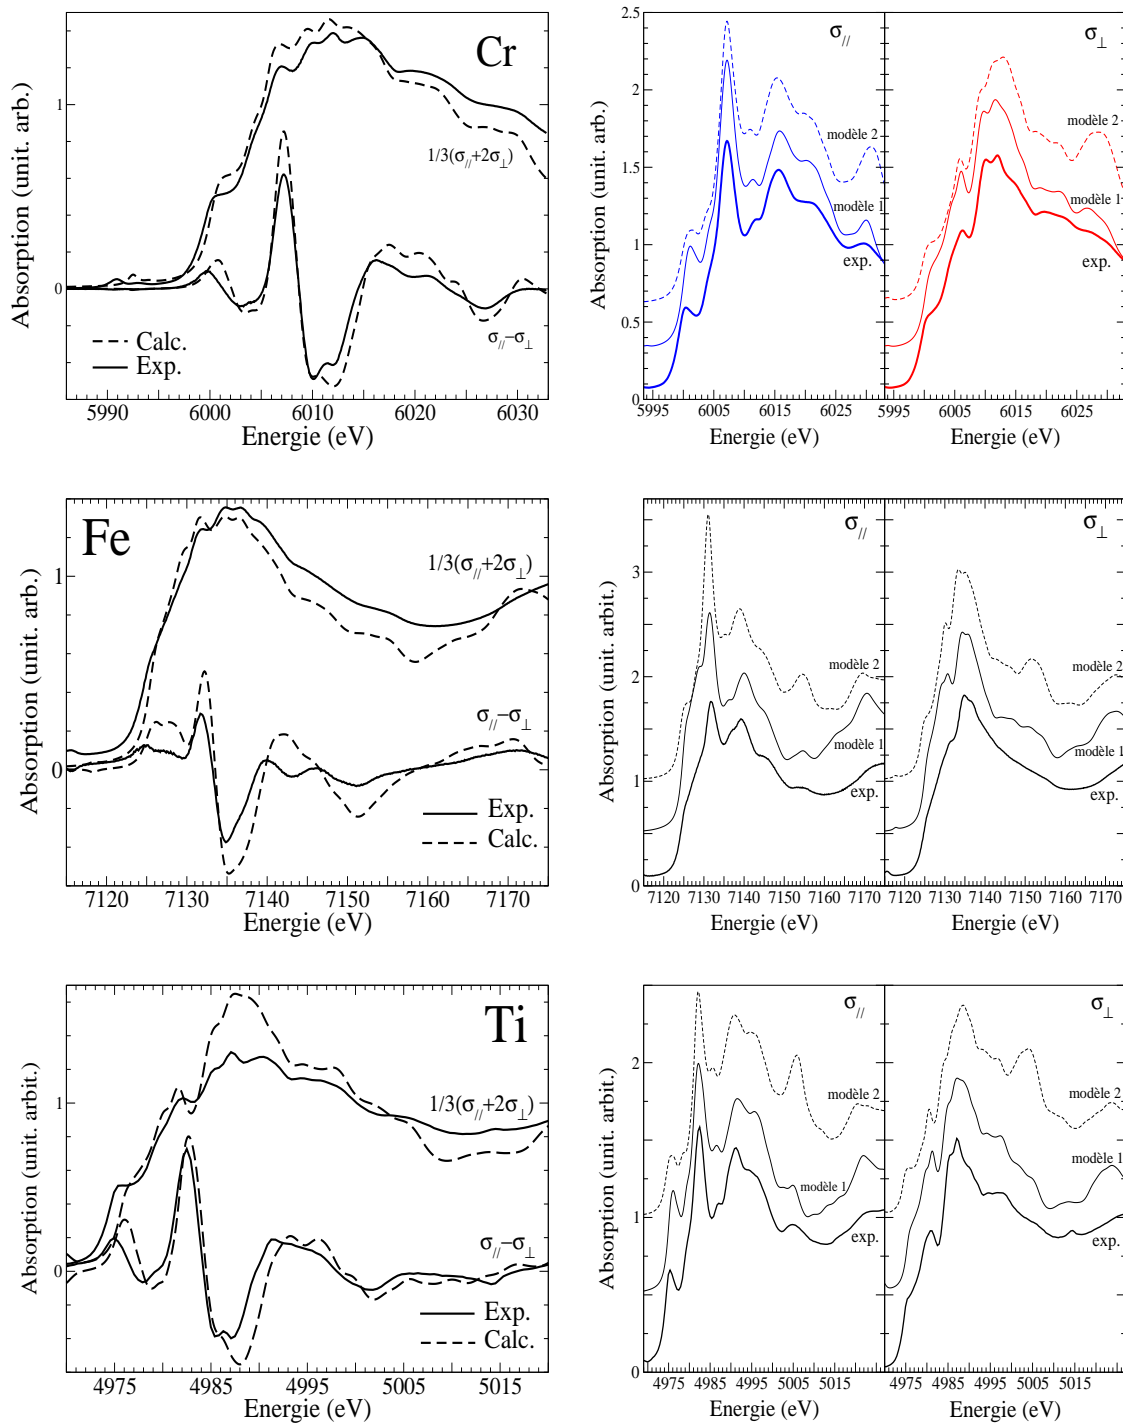 Cr
Absorption (unit. arb.)
1
0
1/3(σ//+2σ⊥)
σ//−σ⊥
Calc.
Exp.
5990 6000 6010 6020 6030
Energie (eV)
2.5
2
1.5
1
0.5
0
Absorption (unit. arb.)
σ//
σ⊥
modèle 2
modèle 2
modèle 1
modèle 1
exp.
exp.
5995 6005 6015 6025
5995 6005 6015 6025
Energie (eV)
Energie (eV)
Fe
Absorption (unit. arb.)
1
0
1/3(σ//+2σ⊥)
σ//−σ⊥
Exp.
Calc.
7120 7130 7140 7150 7160 7170
Energie (eV)
3
2
1
0
Absorption (unit. arbit.)
σ//
σ⊥
modèle 2
modèle 2
modèle 1
modèle 1
exp.
exp.
7120 7130 7140 7150 7160 7170
7120 7130 7140 7150 7160 7170
Energie (eV)
Energie (eV)
Ti
Absorption (unit. arbit.)
1
0
1/3(σ//+2σ⊥)
σ//−σ⊥
Exp.
Calc.
4975 4985 4995 5005 5015
Energie (eV)
2
1.5
1
0.5
0
Absorption (unit. arbit.)
σ//
σ⊥
modèle 2
modèle 2
modèle 1
modèle 1
exp.
exp.
4975 4985 4995 5005 5015
4975 4985 4995 5005 5015
Energie (eV)
Energie (eV)